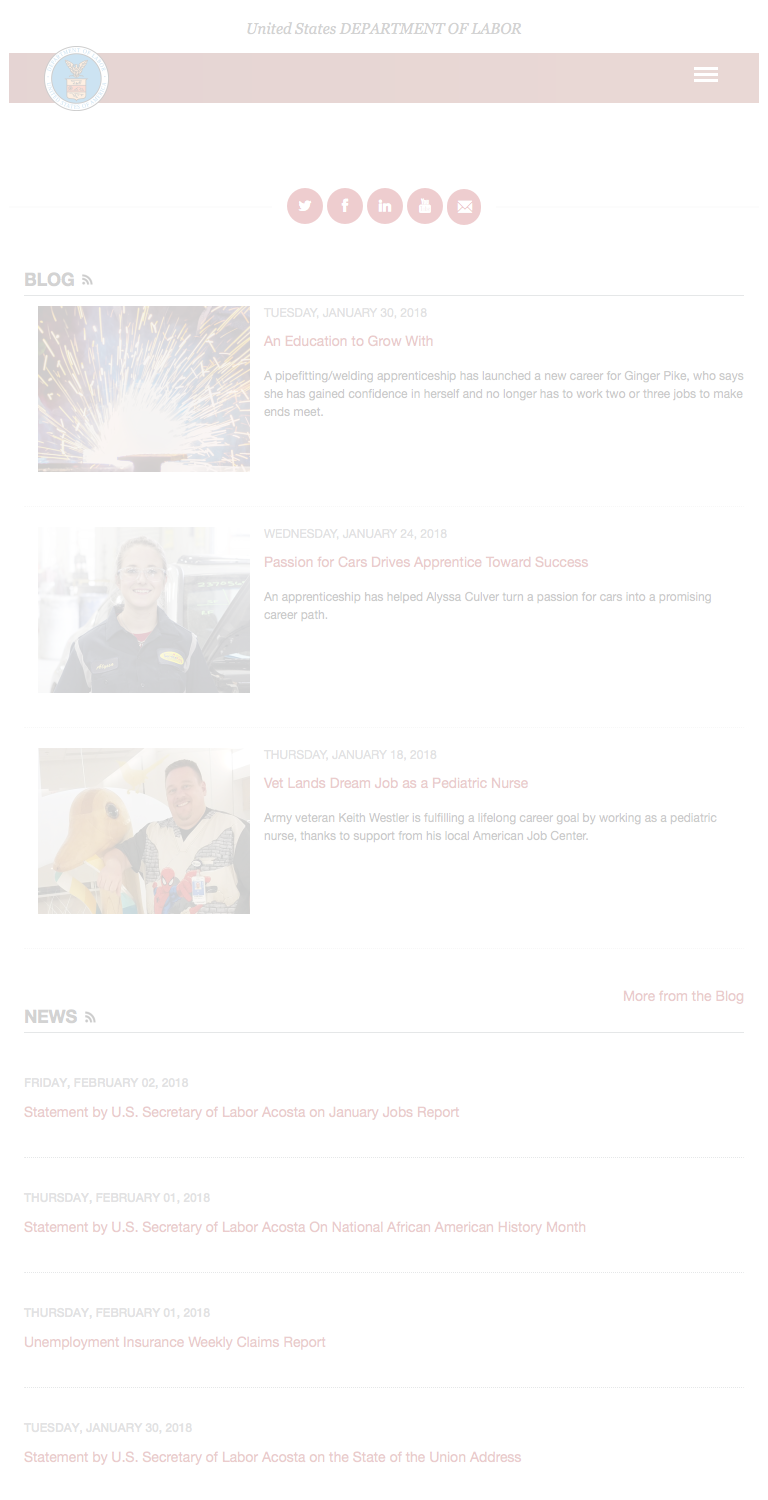 United States DEPARTMENT OF LABOR
BLOG
TUESDAY, JANUARY 30, 2018
An Education to Grow With
A pipefitting/welding apprenticeship has launched a new career for Ginger Pike, who says
she has gained confidence in herself and no longer has to work two or three jobs to make
ends meet.
WEDNESDAY, JANUARY 24, 2018
Passion for Cars Drives Apprentice Toward Success
An apprenticeship has helped Alyssa Culver turn a passion for cars into a promising
career path.
THURSDAY, JANUARY 18, 2018
Vet Lands Dream Job as a Pediatric Nurse
Army veteran Keith Westler is fulfilling a lifelong career goal by working as a pediatric
nurse, thanks to support from his local American Job Center.
More from the Blog
NEWS
FRIDAY, FEBRUARY 02, 2018
Statement by U.S. Secretary of Labor Acosta on January Jobs Report
THURSDAY, FEBRUARY 01, 2018
Statement by U.S. Secretary of Labor Acosta On National African American History Month
THURSDAY, FEBRUARY 01, 2018
Unemployment Insurance Weekly Claims Report
TUESDAY, JANUARY 30, 2018
Statement by U.S. Secretary of Labor Acosta on the State of the Union Address